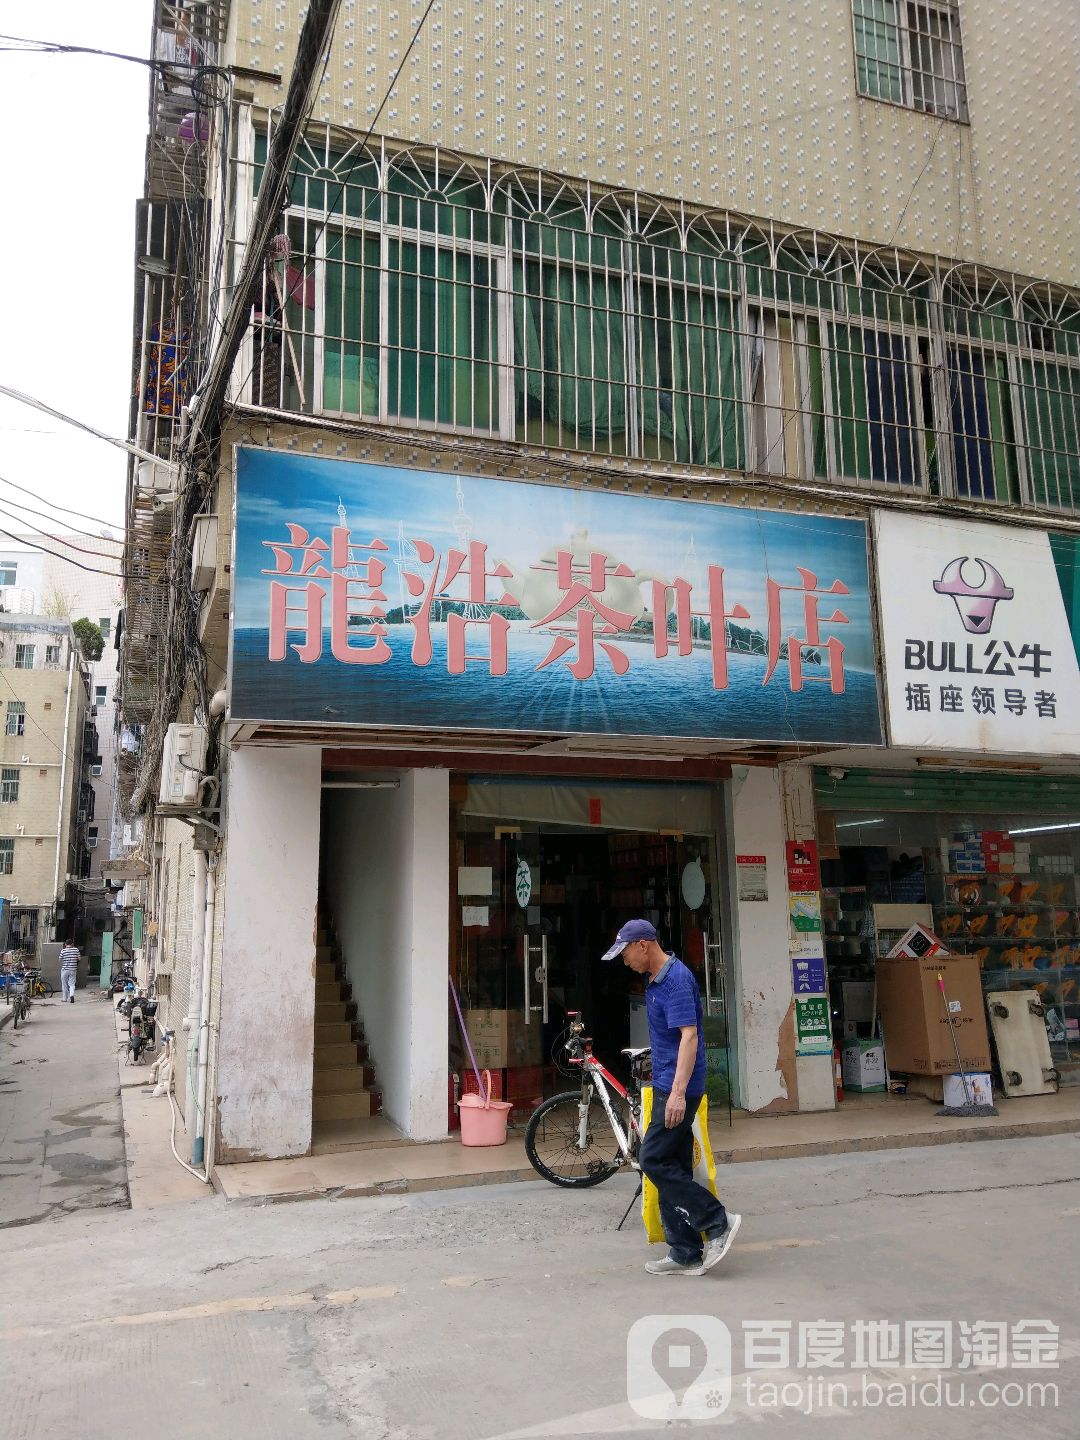 龍浩茶叶店
BULL公牛
插座领导者
茶
百度地图淘金
taojin.baidu.com